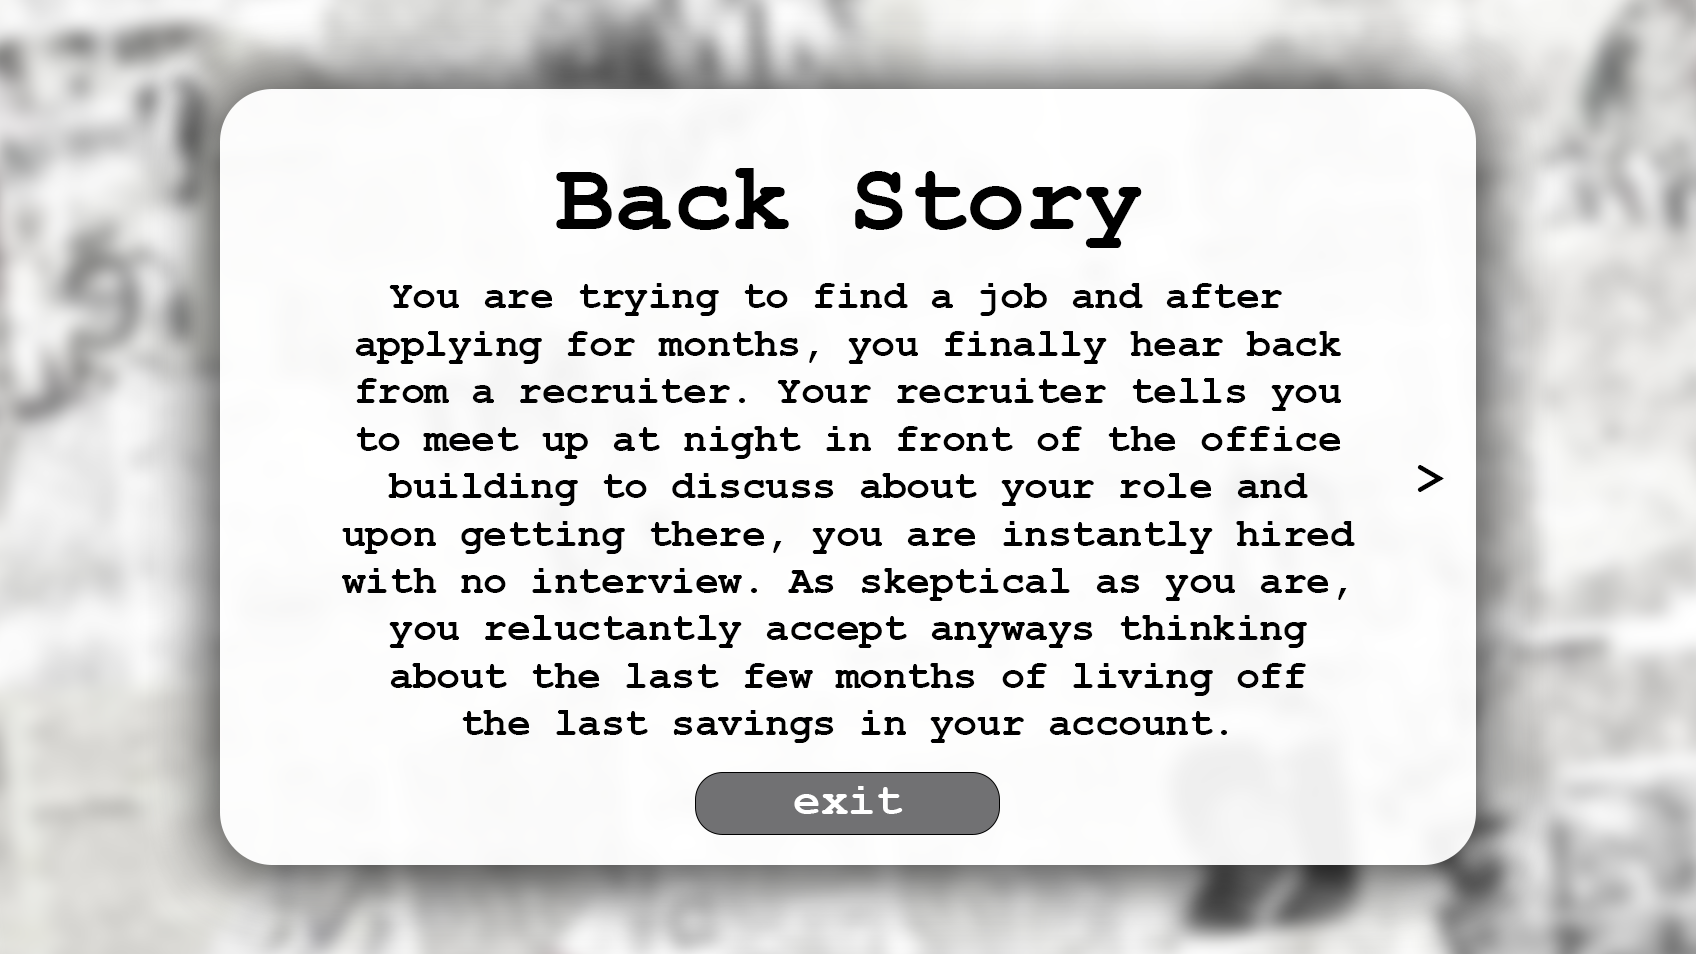 Back Story
You are trying to find a job and after
applying for months, you finally hear back
from a recruiter. Your recruiter tells you
to meet up at night in front of the office
building to discuss about your role and
upon getting there, you are instantly hired
with no interview. As skeptical as you are,
you reluctantly accept anyways thinking
about the last few months of living off
the last savings in your account.
>
exit